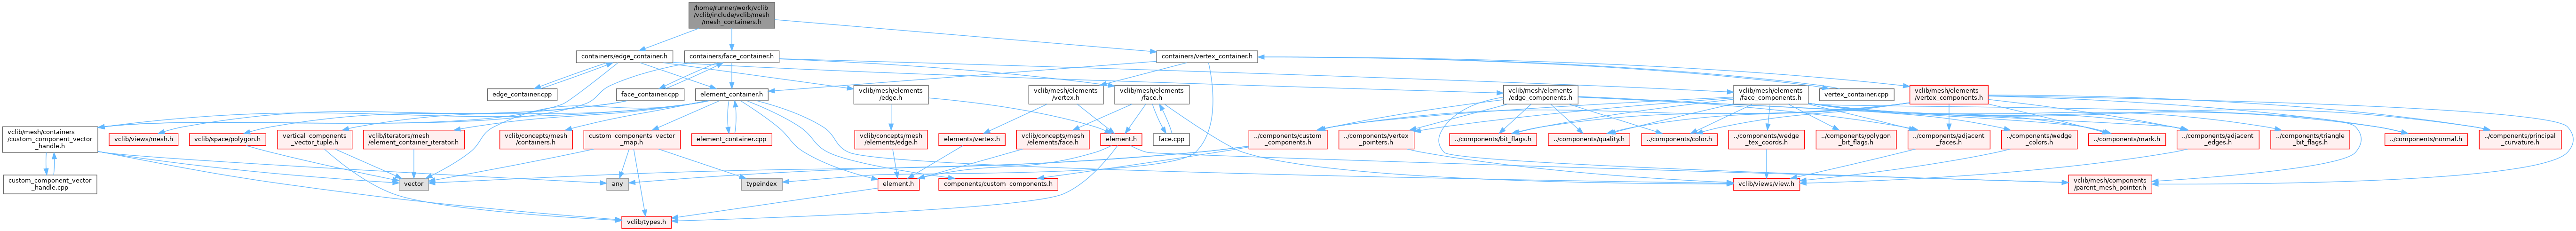 /home/runner/work/vclib
/vclib/include/vclib/mesh
/mesh_containers.h
containers/edge_container.h
containers/face_container.h
containers/vertex_container.h
edge_container.cpp
face_container.cpp
element_container.h
vclib/mesh/elements
/edge.h
vclib/mesh/elements
/vertex.h
vclib/mesh/elements
/face.h
vclib/mesh/elements
/edge_components.h
vclib/mesh/elements
/face_components.h
vertex_container.cpp
vclib/mesh/elements
/vertex_components.h
vclib/mesh/containers
/custom_component_vector
_handle.h
vclib/views/mesh.h
vclib/space/polygon.h
vertical_components
_vector_tuple.h
vclib/iterators/mesh
/element_container_iterator.h
vclib/concepts/mesh
/containers.h
custom_components_vector
_map.h
element_container.cpp
vclib/concepts/mesh
/elements/edge.h
elements/vertex.h
vclib/concepts/mesh
/elements/face.h
element.h
face.cpp
../components/custom
_components.h
../components/vertex
_pointers.h
../components/bit_flags.h
../components/quality.h
../components/color.h
../components/wedge
_tex_coords.h
../components/polygon
_bit_flags.h
../components/adjacent
_faces.h
../components/wedge
_colors.h
../components/mark.h
../components/adjacent
_edges.h
../components/triangle
_bit_flags.h
../components/normal.h
../components/principal
_curvature.h
custom_component_vector
_handle.cpp
vector
any
typeindex
element.h
components/custom_components.h
vclib/views/view.h
vclib/mesh/components
/parent_mesh_pointer.h
vclib/types.h